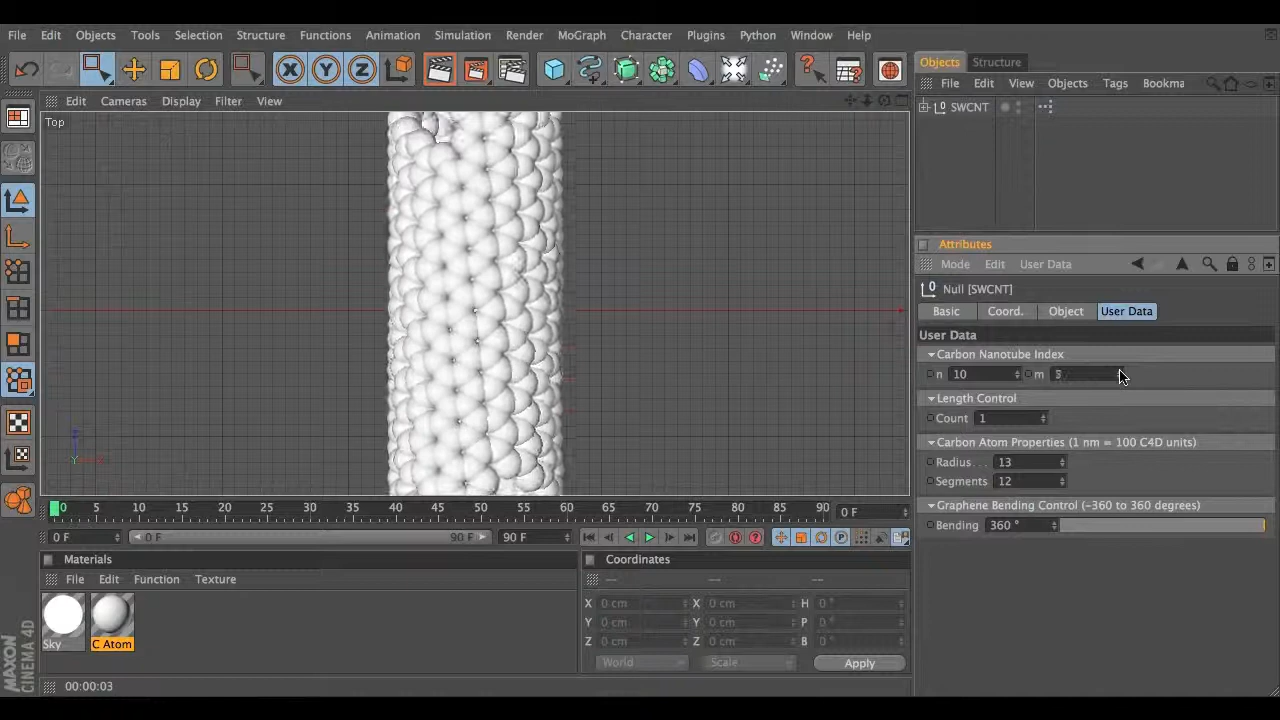 File Edit Objects Tools Selection Structure Functions Animation Simulation Render MoGraph Character Plugins Python Window Help
Objects Structure
File Edit View Objects Tags Bookma
Edit Cameras Display Filter View
SWCNT
Top
Attributes
Mode Edit User Data
Null [SWCNT]
Basic Coord. Object User Data
User Data
Carbon Nanotube Index
n 10 m 5
Length Control
Count 1
Carbon Atom Properties (1 nm = 100 C4D units)
Radius . . . 13
Segments 12
Graphene Bending Control (-360 to 360 degrees)
Bending 360 °
Y X
0 5 10 15 20 25 30 35 40 45 50 55 60 65 70 75 80 85 90 0 F
0 F 0 F 90 F 90 F
Materials
File Edit Function Texture
Sky C Atom
Coordinates
-- -- --
X 0 cm X 0 cm H 0 °
Y 0 cm Y 0 cm P 0 °
Z 0 cm Z 0 cm B 0 °
World Scale Apply
MAXON
CINEMA 4D
00:00:03